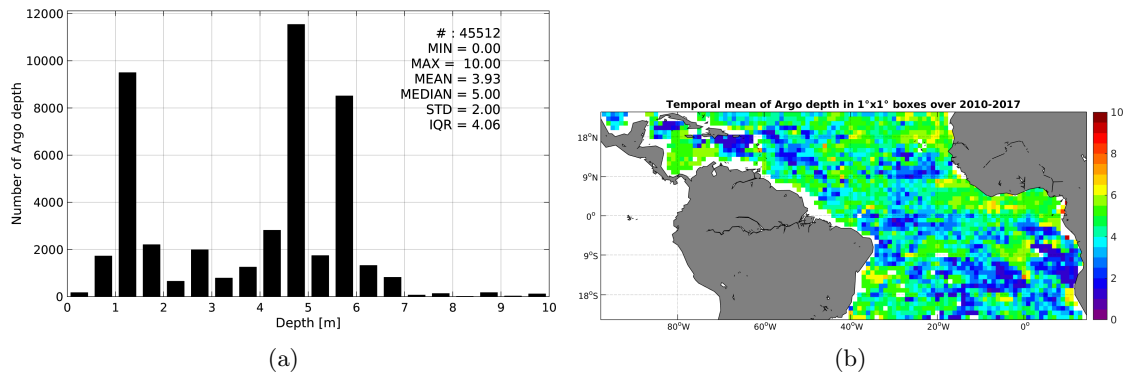 12000
10000
8000
6000
4000
2000
0
Number of Argo depth
# : 45512
MIN = 0.00
MAX = 10.00
MEAN = 3.93
MEDIAN = 5.00
STD = 2.00
IQR = 4.06
0 1 2 3 4 5 6 7 8 9 10
Depth [m]
(a)
Temporal mean of Argo depth in 1°x1° boxes over 2010-2017
18°N
9°N
0°
9°S
18°S
80°W 60°W 40°W 20°W 0°
10
8
6
4
2
0
(b)